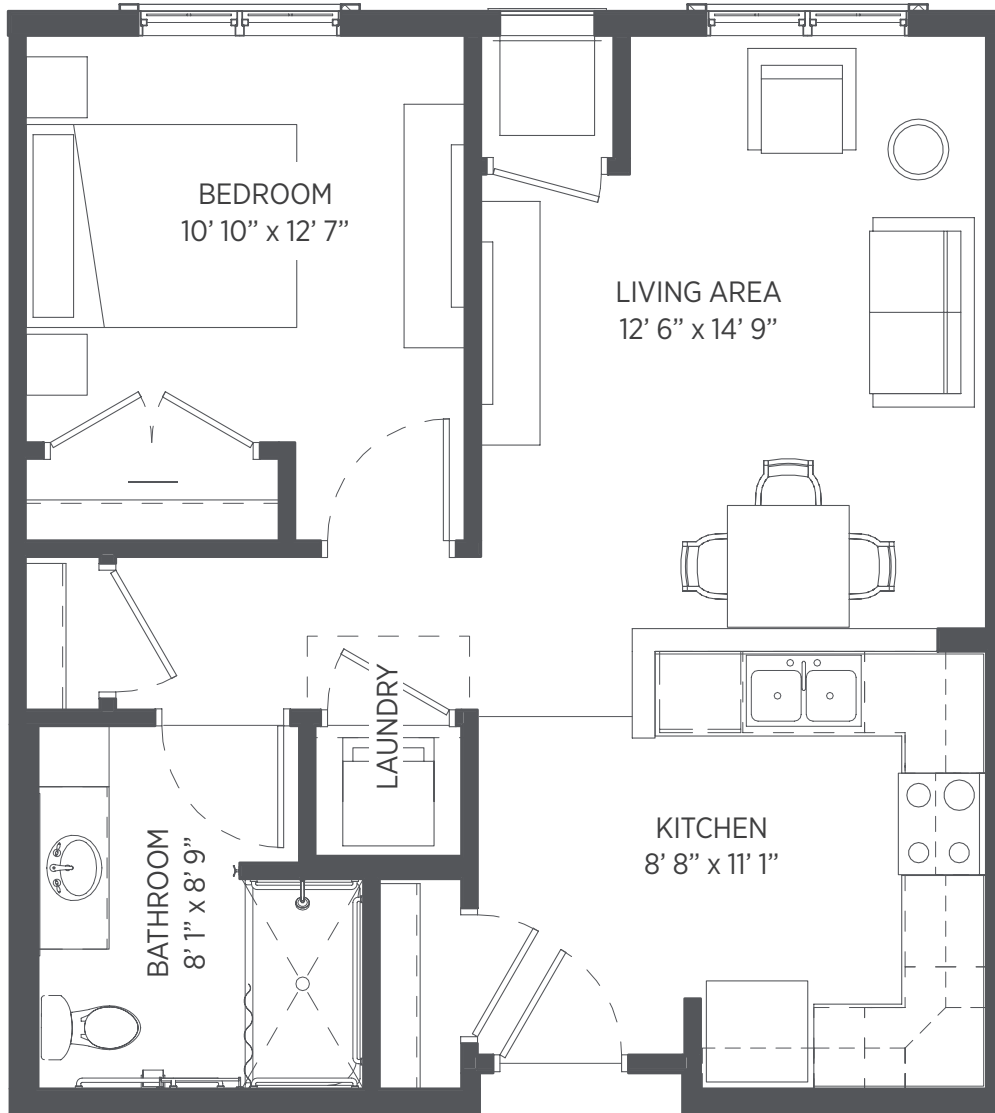 BEDROOM
10’ 10” x 12’ 7”
LIVING AREA
12’ 6” x 14’ 9”
LAUNDRY
KITCHEN
8’ 8” x 11’ 1”
BATHROOM
8’ 1” x 8’ 9”